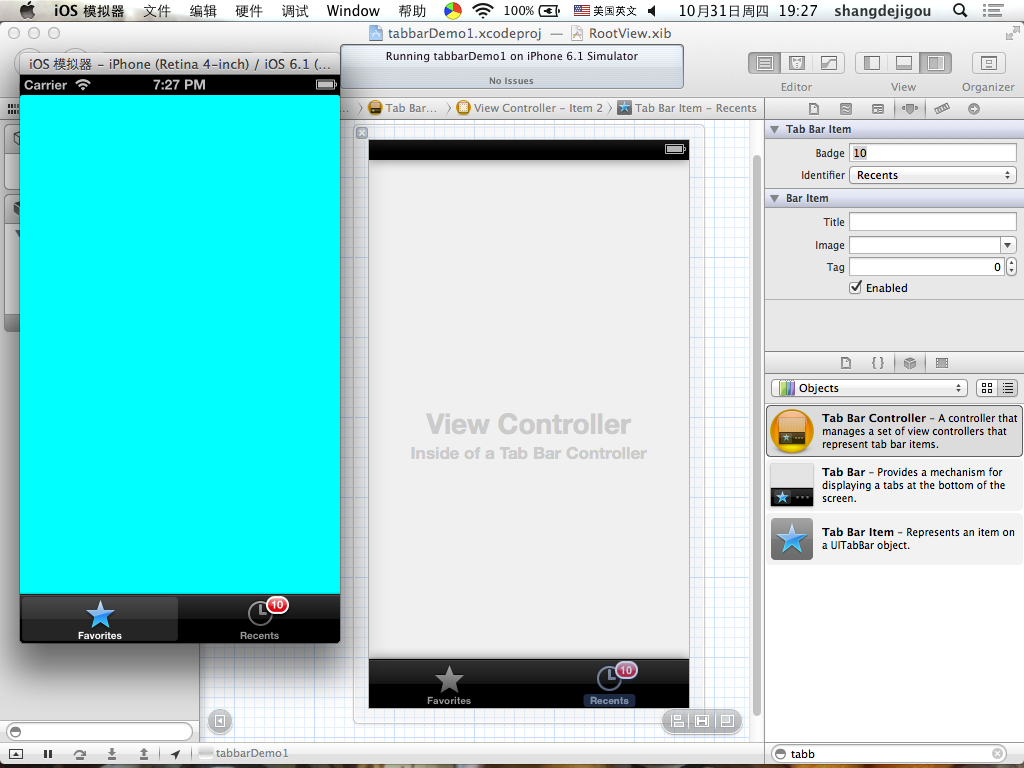 iOS 模拟器 文件 编辑 硬件 调试 Window 帮助 100% 美国英文 10月31日周四 19:27 shangdejigou
tabbarDemo1.xcodeproj — RootView.xib
iOS 模拟器 – iPhone (Retina 4-inch) / iOS 6.1 (...
Running tabbarDemo1 on iPhone 6.1 Simulator
No Issues
Editor View Organizer
Carrier 7:27 PM
Tab Bar... View Controller – Item 2 Tab Bar Item – Recents
Tab Bar Item
Badge 10
Identifier Recents
Bar Item
Title
Image
Tag 0
Enabled
{ }
Objects
Tab Bar Controller – A controller that
manages a set of view controllers that
represent tab bar items.
Tab Bar – Provides a mechanism for
displaying a tabs at the bottom of the
screen.
Tab Bar Item – Represents an item on
a UITabBar object.
View Controller
Inside of a Tab Bar Controller
10
Favorites Recents
10
Favorites Recents
tabbarDemo1
tabb